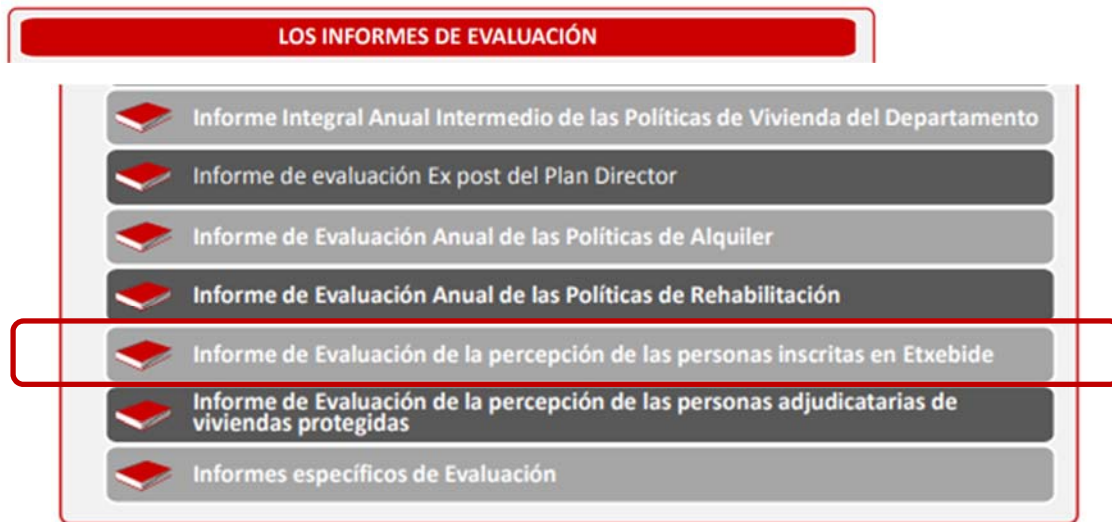 LOS INFORMES DE EVALUACIÓN
Informe Integral Anual Intermedio de las Políticas de Vivienda del Departamento
Informe de evaluación Ex post del Plan Director
Informe de Evaluación Anual de las Políticas de Alquiler
Informe de Evaluación Anual de las Políticas de Rehabilitación
Informe de Evaluación de la percepción de las personas inscritas en Etxebide
Informe de Evaluación de la percepción de las personas adjudicatarias de
viviendas protegidas
Informes específicos de Evaluación